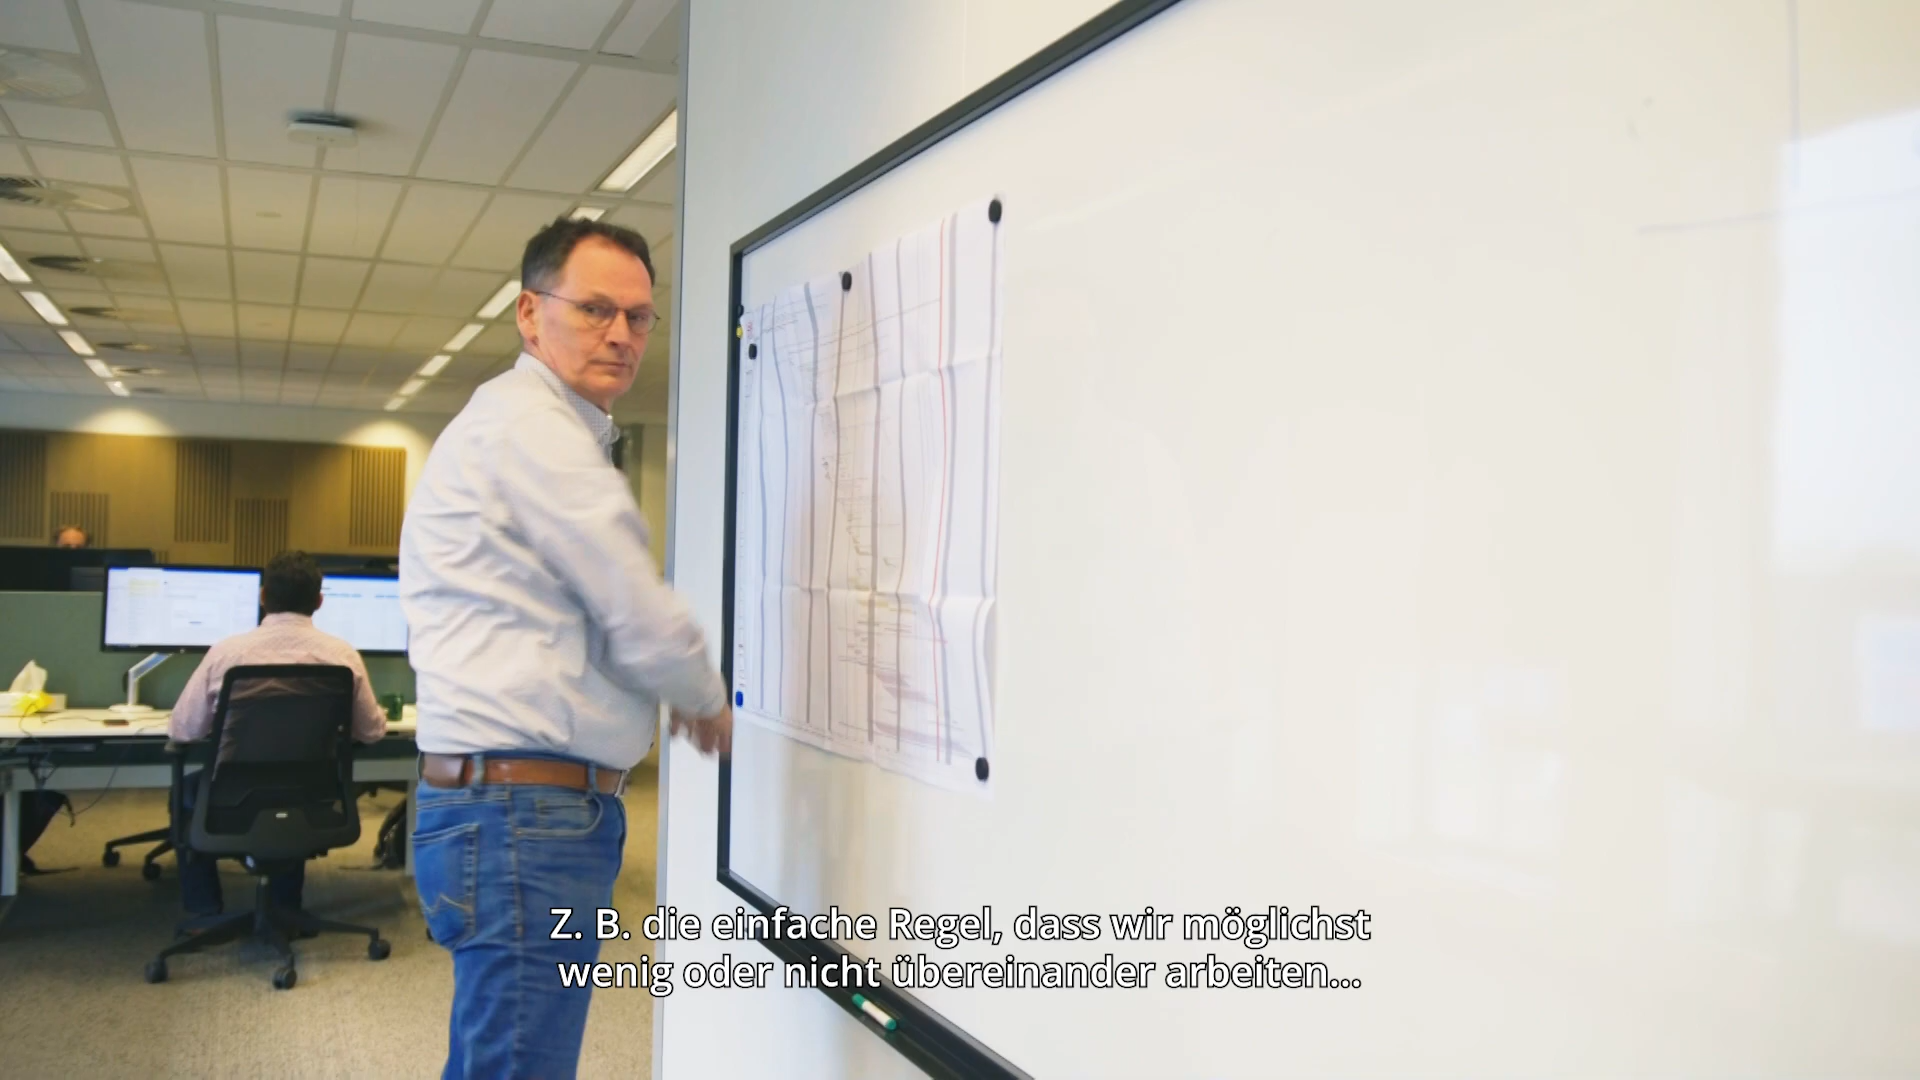 Z. B. die einfache Regel, dass wir möglichst
wenig oder nicht übereinander arbeiten...